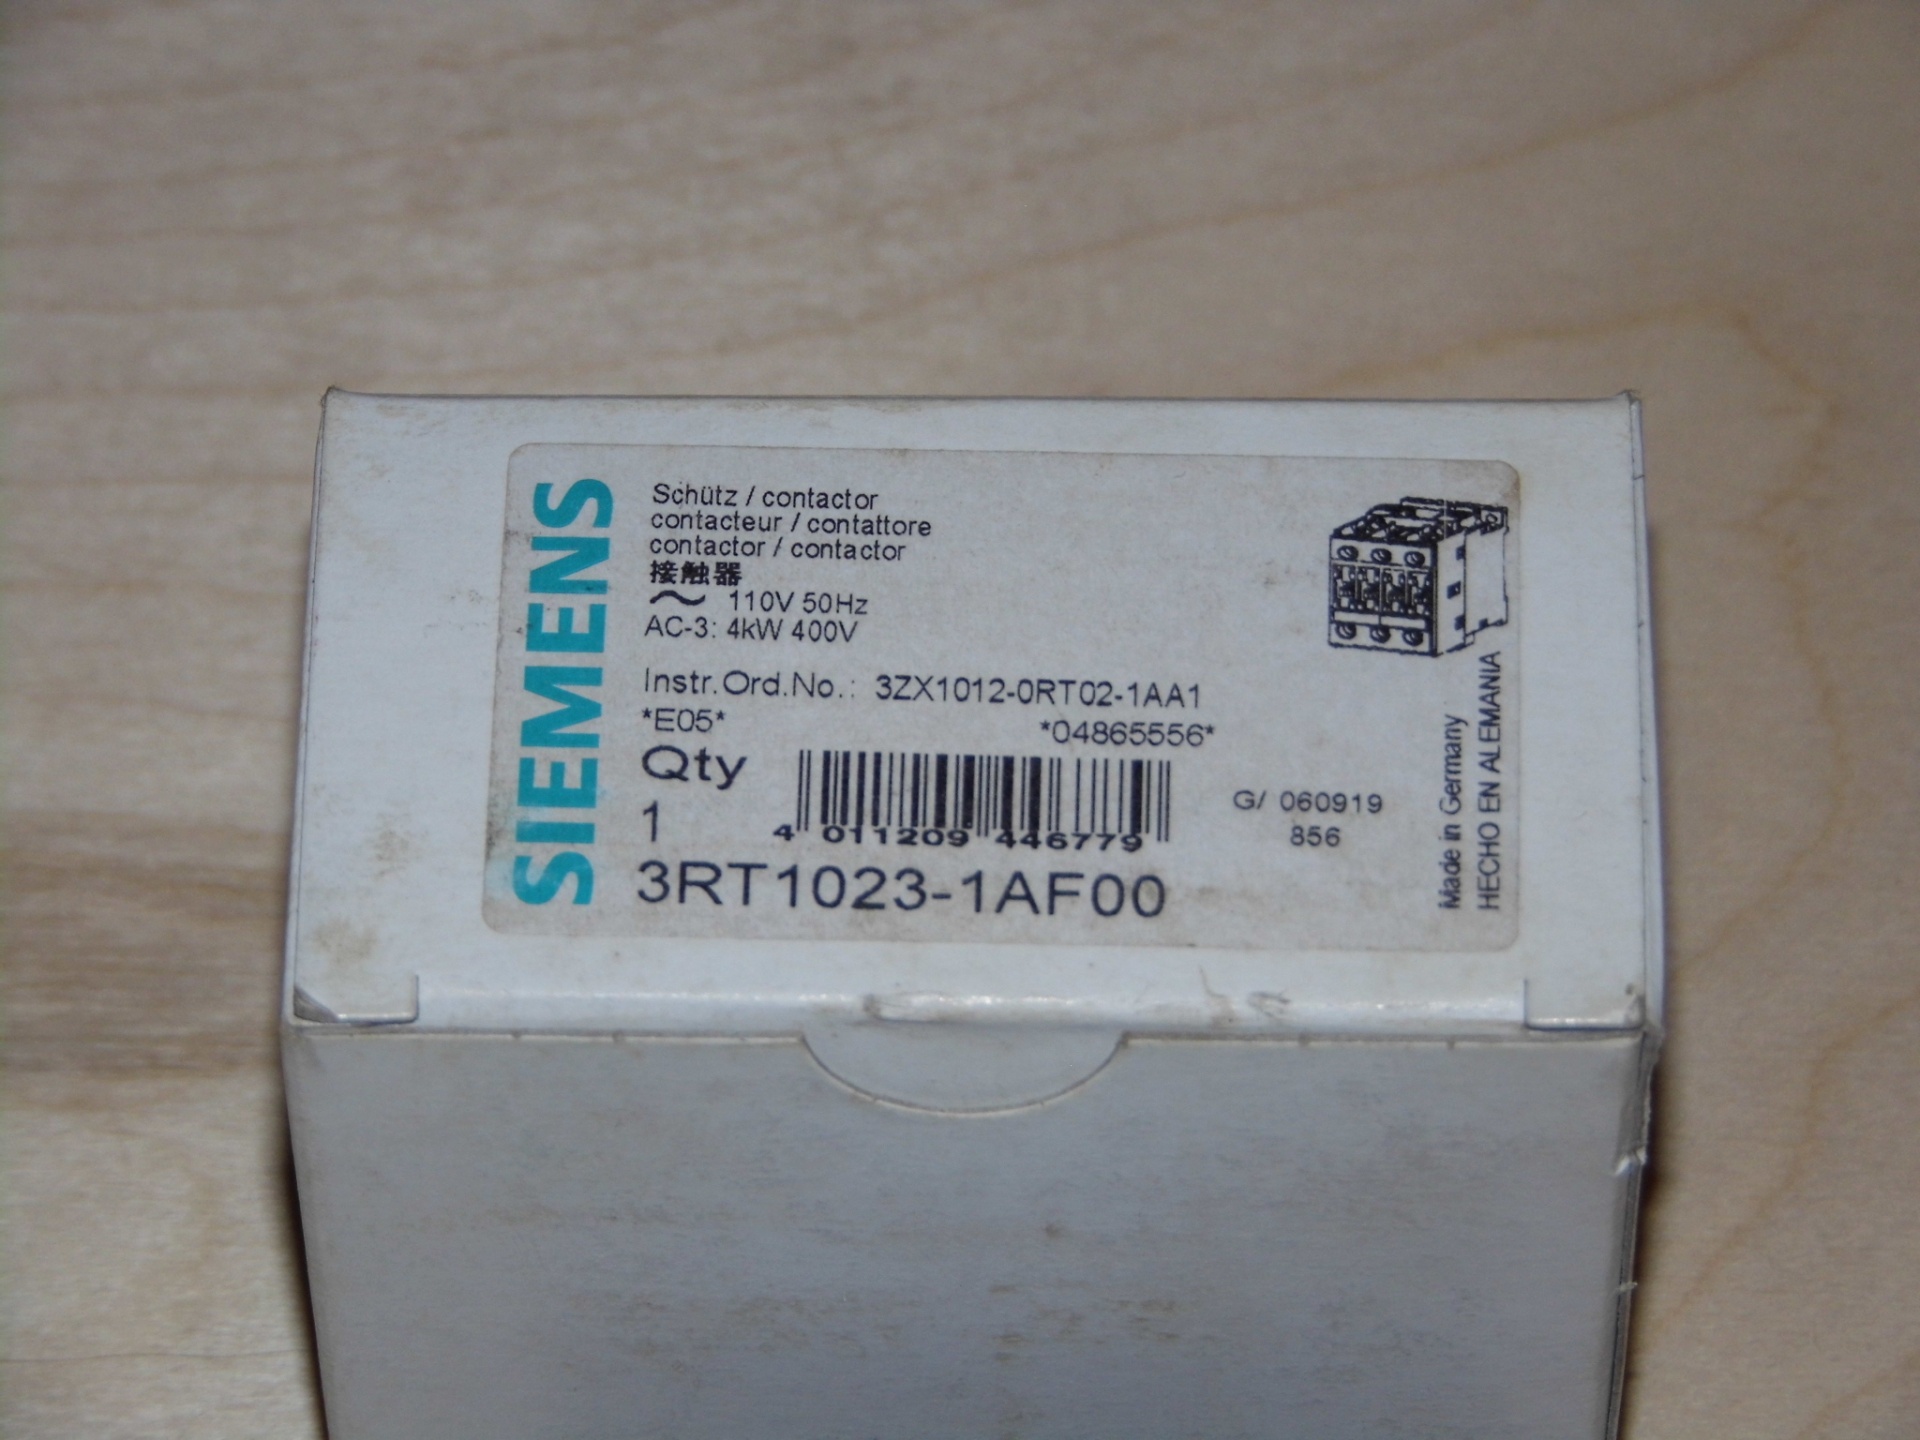 SIEMENS
Schütz / contactor
contacteur / contattore
contactor / contactor
接触器
~ 110V 50Hz
AC-3: 4kW 400V
Instr.Ord.No.: 3ZX1012-0RT02-1AA1
*E05* *04865556*
Qty
1
4 011209 446779
G/ 060919
856
3RT1023-1AF00
Made in Germany
HECHO EN ALEMANIA